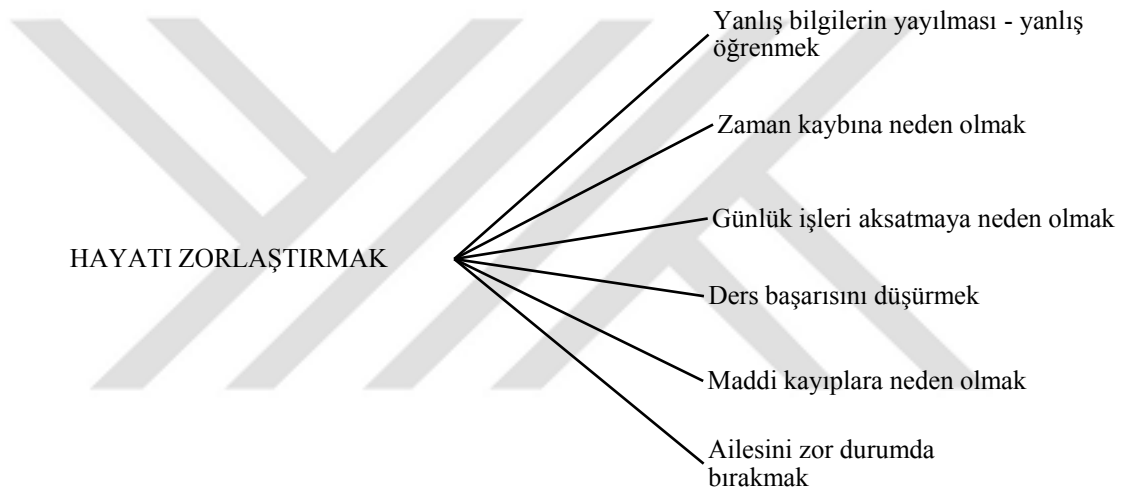 Yanlış bilgilerin yayılması - yanlış
öğrenmek
Zaman kaybına neden olmak
Günlük işleri aksatmaya neden olmak
HAYATI ZORLAŞTIRMAK
Ders başarısını düşürmek
Maddi kayıplara neden olmak
Ailesini zor durumda
bırakmak